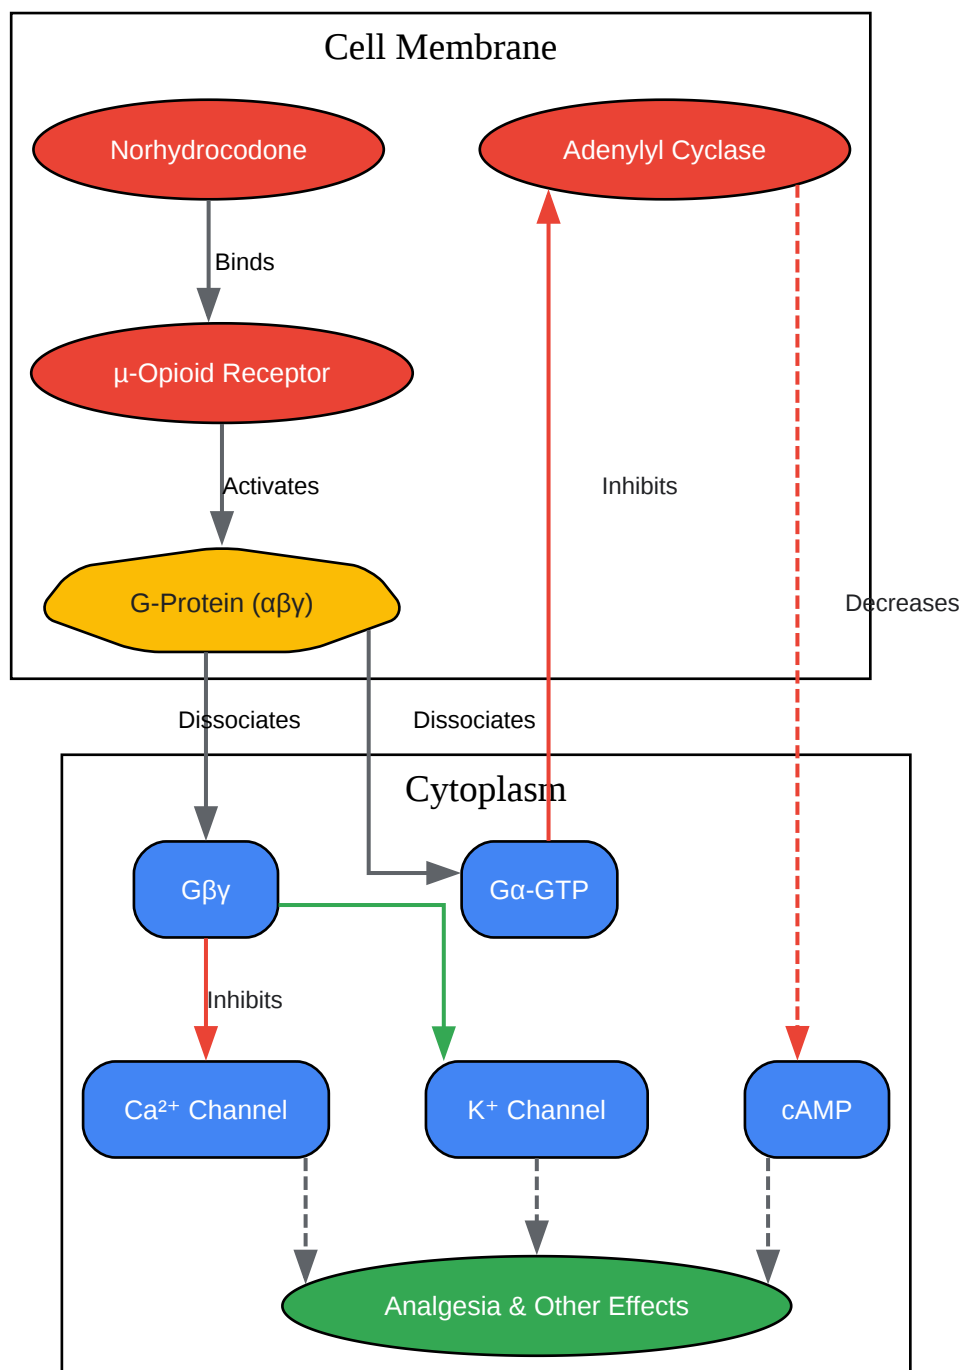 Cell Membrane
Norhydrocodone
Adenylyl Cyclase
Binds
µ-Opioid Receptor
Activates
Inhibits
G-Protein (αβγ)
Decreases
Dissociates
Dissociates
Cytoplasm
Gβγ
Gα-GTP
Inhibits
Ca²⁺ Channel
K⁺ Channel
cAMP
Analgesia & Other Effects